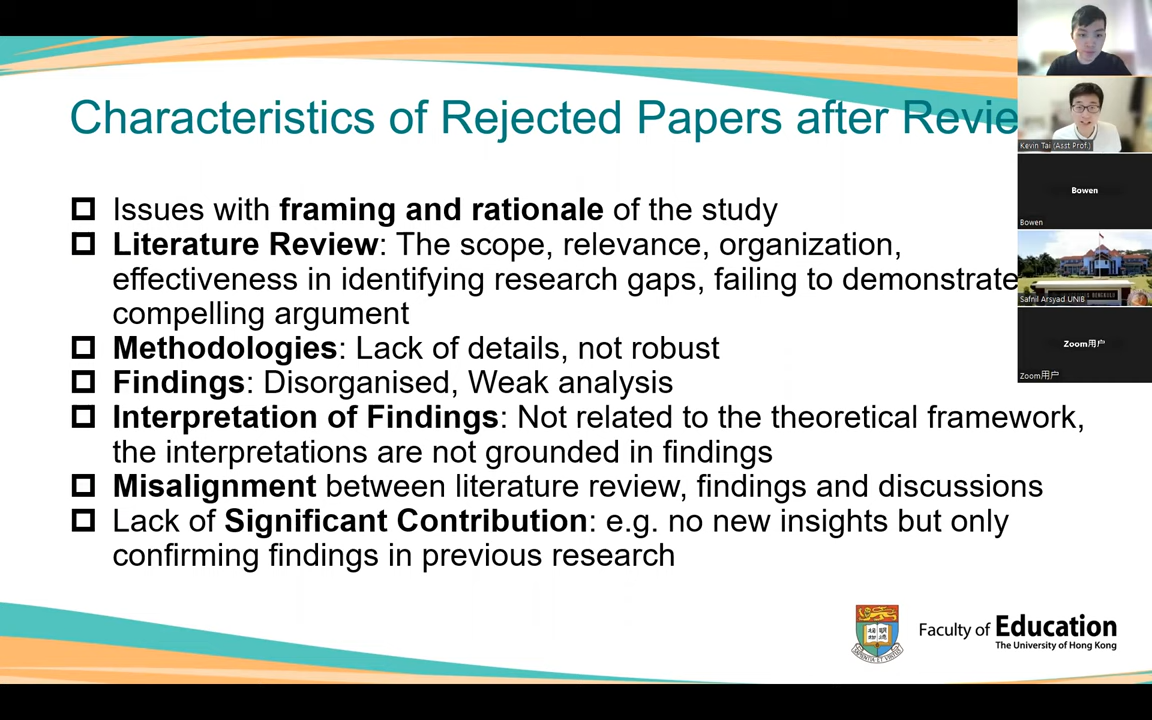 Characteristics of Rejected Papers after Revie
Issues with framing and rationale of the study
Literature Review: The scope, relevance, organization,
effectiveness in identifying research gaps, failing to demonstrate
compelling argument
Methodologies: Lack of details, not robust
Findings: Disorganised, Weak analysis
Interpretation of Findings: Not related to the theoretical framework,
the interpretations are not grounded in findings
Misalignment between literature review, findings and discussions
Lack of Significant Contribution: e.g. no new insights but only
confirming findings in previous research
Faculty of Education
The University of Hong Kong
Kevin Tai (Asst Prof.)
Bowen
Bowen
Safnil Arsyad UNIB
Zoom用户
Zoom用户